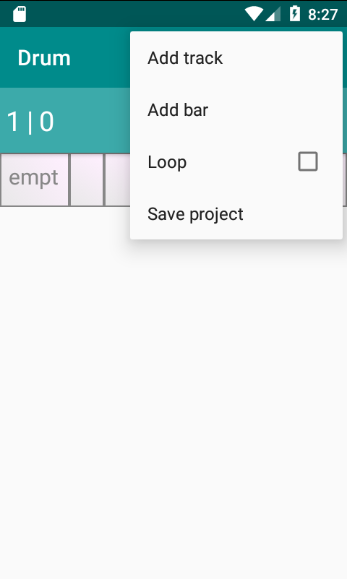 8:27
Drum
Add track
1 | 0
Add bar
Loop
empt
Save project